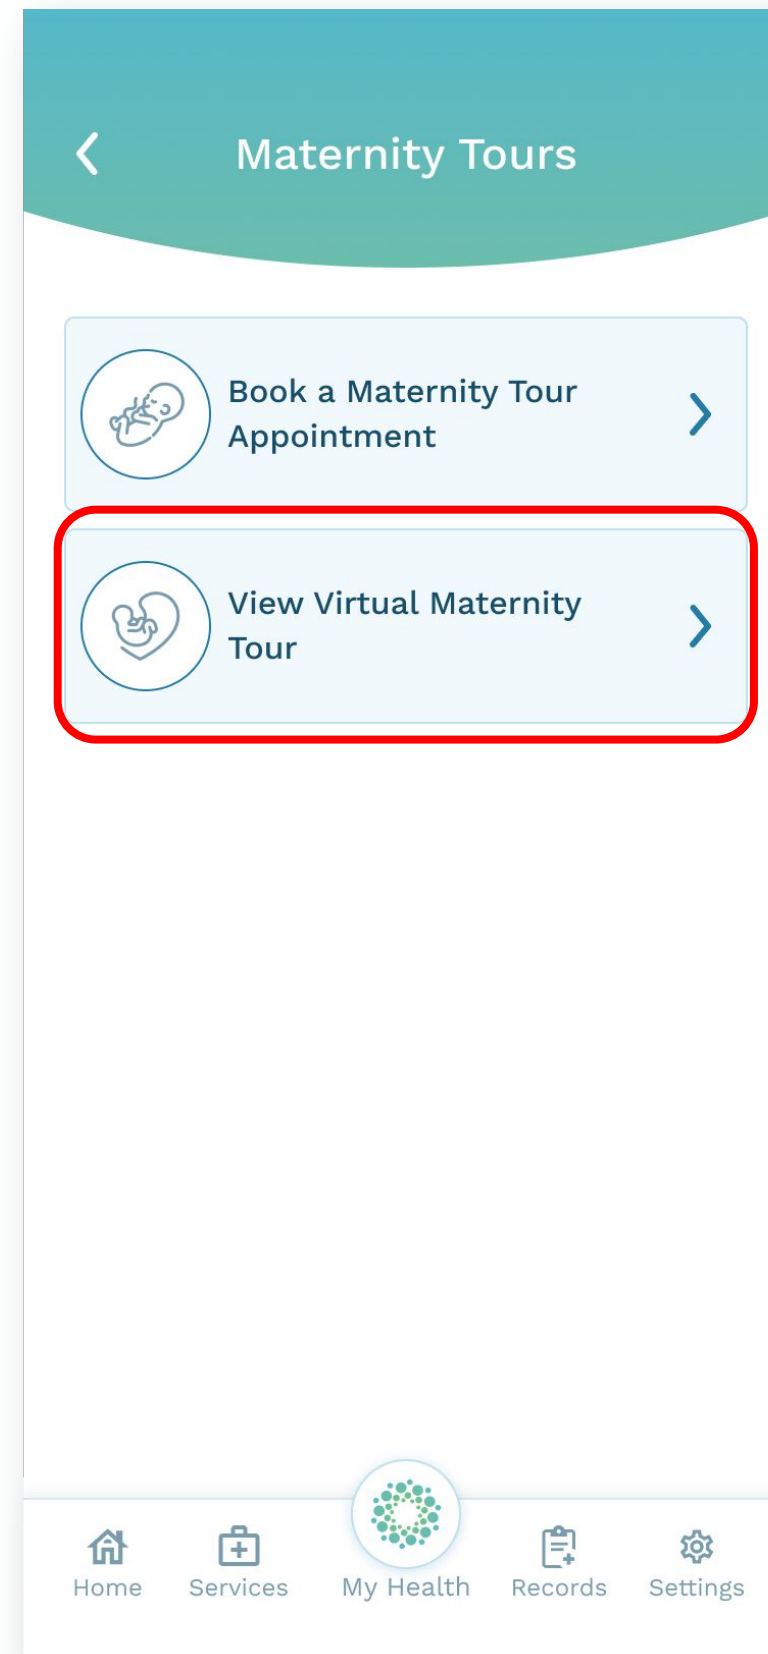 Maternity Tours
Book a Maternity Tour
Appointment
View Virtual Maternity
Tour
Home
Services
My Health
Records
Settings